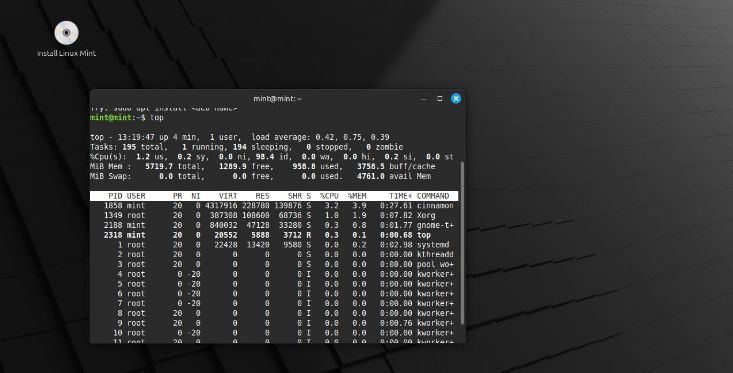 Install Linux Mint
mint@mint: ~
Try: sudo apt install <deb name>
mint@mint:~$ top
top - 13:19:47 up 4 min, 1 user, load average: 0.42, 0.75, 0.39
Tasks: 195 total, 1 running, 194 sleeping, 0 stopped, 0 zombie
%Cpu(s): 1.2 us, 0.2 sy, 0.0 ni, 98.4 id, 0.0 wa, 0.0 hi, 0.2 si, 0.0 st
MiB Mem : 5719.7 total, 1289.9 free, 958.8 used, 3758.5 buff/cache
MiB Swap: 0.0 total, 0.0 free, 0.0 used. 4761.0 avail Mem
PID USER PR NI VIRT RES SHR S %CPU %MEM TIME+ COMMAND
1858 mint 20 0 4317916 228780 139876 S 3.2 3.9 0:27.61 cinnamon
1349 root 20 0 387308 108600 68736 S 1.0 1.9 0:07.82 Xorg
2188 mint 20 0 840032 47128 33280 S 0.3 0.8 0:01.77 gnome-t+
2318 mint 20 0 20552 5888 3712 R 0.3 0.1 0:00.68 top
1 root 20 0 22428 13420 9580 S 0.0 0.2 0:02.98 systemd
2 root 20 0 0 0 0 S 0.0 0.0 0:00.00 kthreadd
3 root 20 0 0 0 0 S 0.0 0.0 0:00.00 pool_wo+
4 root 0 -20 0 0 0 I 0.0 0.0 0:00.00 kworker+
5 root 0 -20 0 0 0 I 0.0 0.0 0:00.00 kworker+
6 root 0 -20 0 0 0 I 0.0 0.0 0:00.00 kworker+
7 root 0 -20 0 0 0 I 0.0 0.0 0:00.00 kworker+
8 root 20 0 0 0 0 I 0.0 0.0 0:00.00 kworker+
9 root 20 0 0 0 0 I 0.0 0.0 0:00.76 kworker+
10 root 0 -20 0 0 0 I 0.0 0.0 0:00.00 kworker+
11 root 20 0 0 0 0 I 0.0 0.0 0:00.00 kworker+